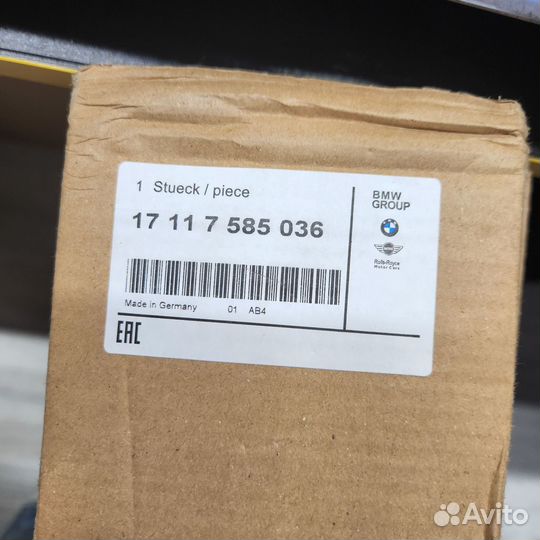 1 Stueck / piece
17 11 7 585 036
Made in Germany 01 AB4
EAC
BMW
GROUP
Rolls-Royce
Motor Cars
Avito